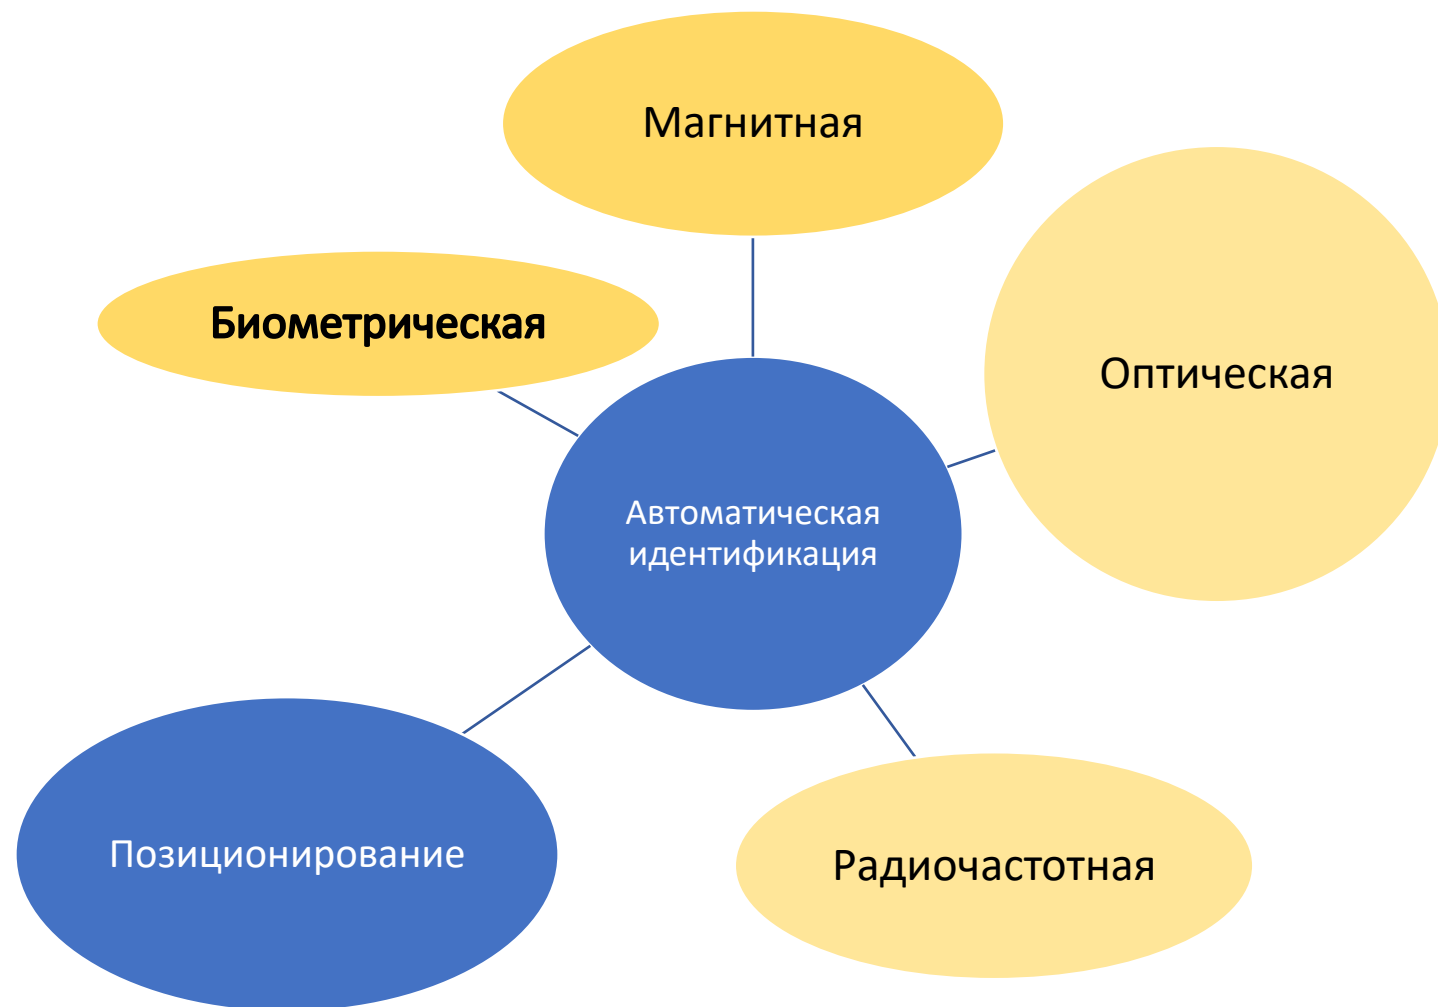 Магнитная
Биометрическая
Оптическая
Автоматическая
идентификация
Позиционирование
Радиочастотная